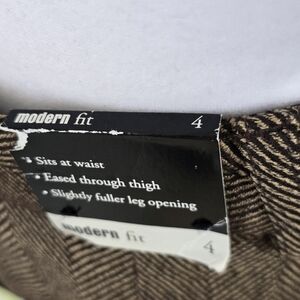 modern fit 4
• Sits at waist
• Eased through thigh
• Slightly fuller leg opening
modern fit 4